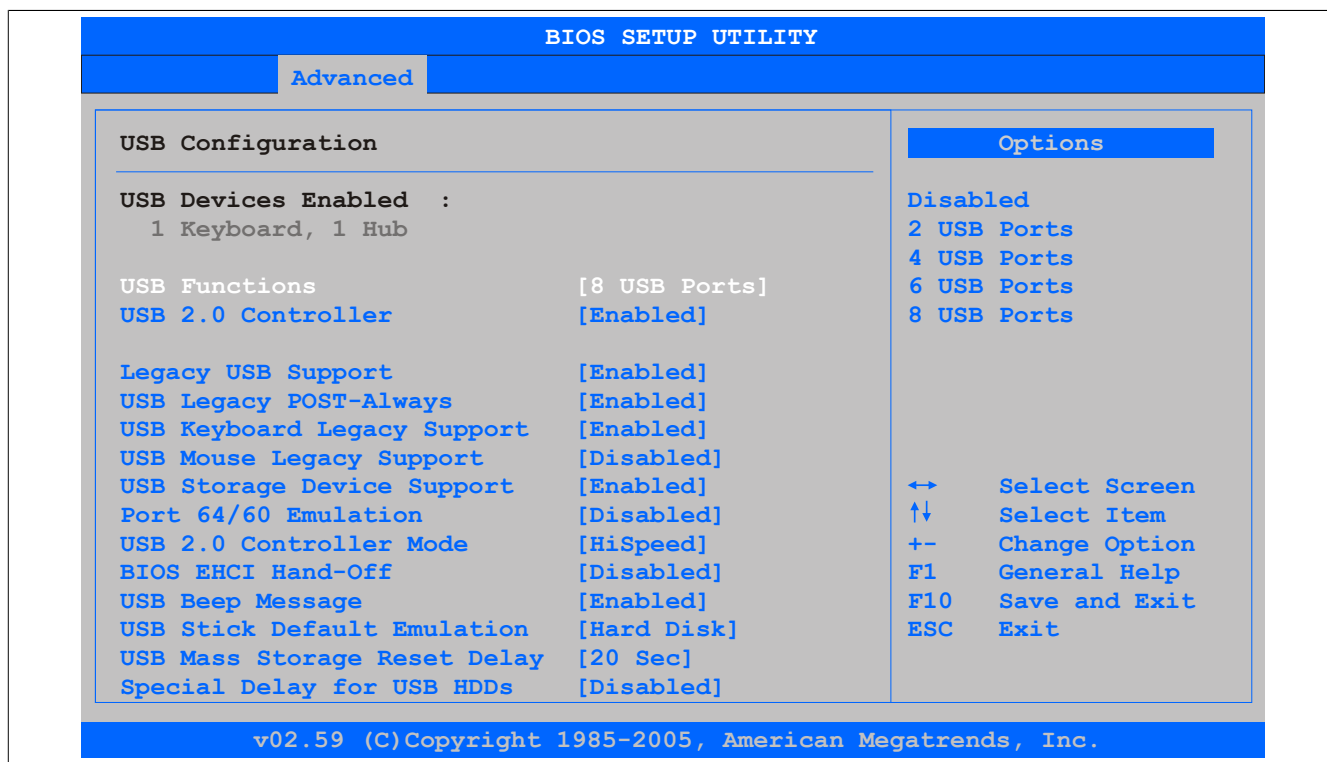 BIOS SETUP UTILITY
Advanced
USB Configuration
USB Devices Enabled :
1 Keyboard, 1 Hub
USB Functions [8 USB Ports]
USB 2.0 Controller [Enabled]
Legacy USB Support [Enabled]
USB Legacy POST-Always [Enabled]
USB Keyboard Legacy Support [Enabled]
USB Mouse Legacy Support [Disabled]
USB Storage Device Support [Enabled]
Port 64/60 Emulation [Disabled]
USB 2.0 Controller Mode [HiSpeed]
BIOS EHCI Hand-Off [Disabled]
USB Beep Message [Enabled]
USB Stick Default Emulation [Hard Disk]
USB Mass Storage Reset Delay [20 Sec]
Special Delay for USB HDDs [Disabled]
Options
Disabled
2 USB Ports
4 USB Ports
6 USB Ports
8 USB Ports
↔ Select Screen
↑↓ Select Item
+- Change Option
F1 General Help
F10 Save and Exit
ESC Exit
v02.59 (C)Copyright 1985-2005, American Megatrends, Inc.